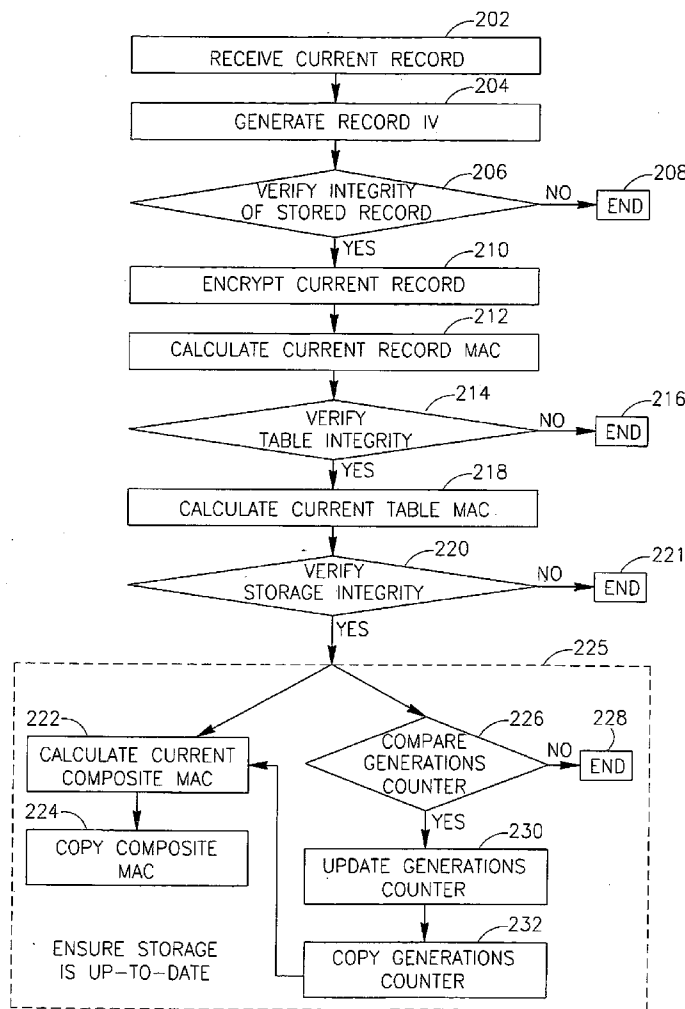 202
RECEIVE CURRENT RECORD
204
GENERATE RECORD IV
206
VERIFY INTEGRITY
OF STORED RECORD
NO
208
END
YES
210
ENCRYPT CURRENT RECORD
212
CALCULATE CURRENT RECORD MAC
214
VERIFY
TABLE INTEGRITY
NO
216
END
YES
218
CALCULATE CURRENT TABLE MAC
220
VERIFY
STORAGE INTEGRITY
NO
221
END
YES
225
222
CALCULATE CURRENT
COMPOSITE MAC
224
COPY COMPOSITE
MAC
226
COMPARE
GENERATIONS
COUNTER
NO
228
END
YES
230
UPDATE GENERATIONS
COUNTER
232
COPY GENERATIONS
COUNTER
ENSURE STORAGE
IS UP-TO-DATE